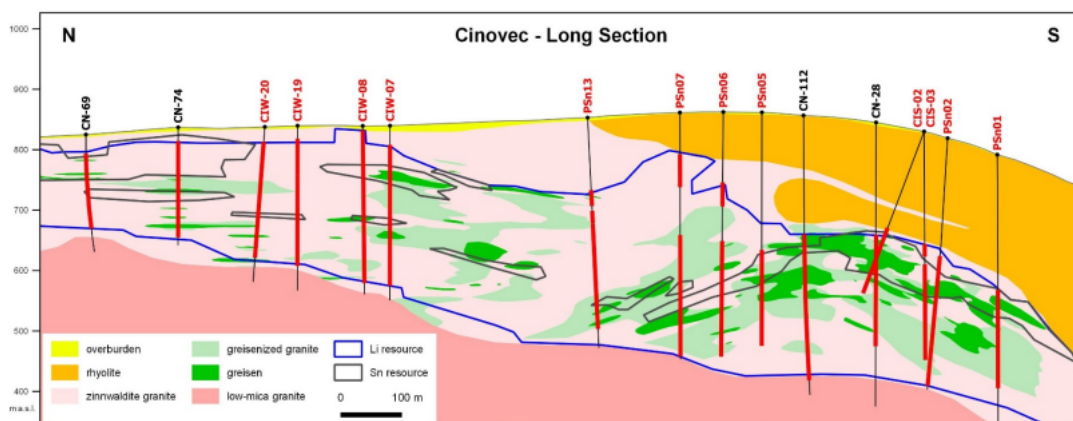 1000
N
Cinovec - Long Section
S
900
800
700
600
500
400
m.a.s.l.
CN-69
CN-74
CIW-20
CIW-19
CIW-08
CIW-07
PSn13
PSn07
PSn06
PSn05
CN-112
CN-28
CIS-02
CIS-03
PSn02
PSn01
overburden
greisenized granite
Li resource
rhyolite
greisen
Sn resource
zinnwaldite granite
low-mica granite
0
100 m